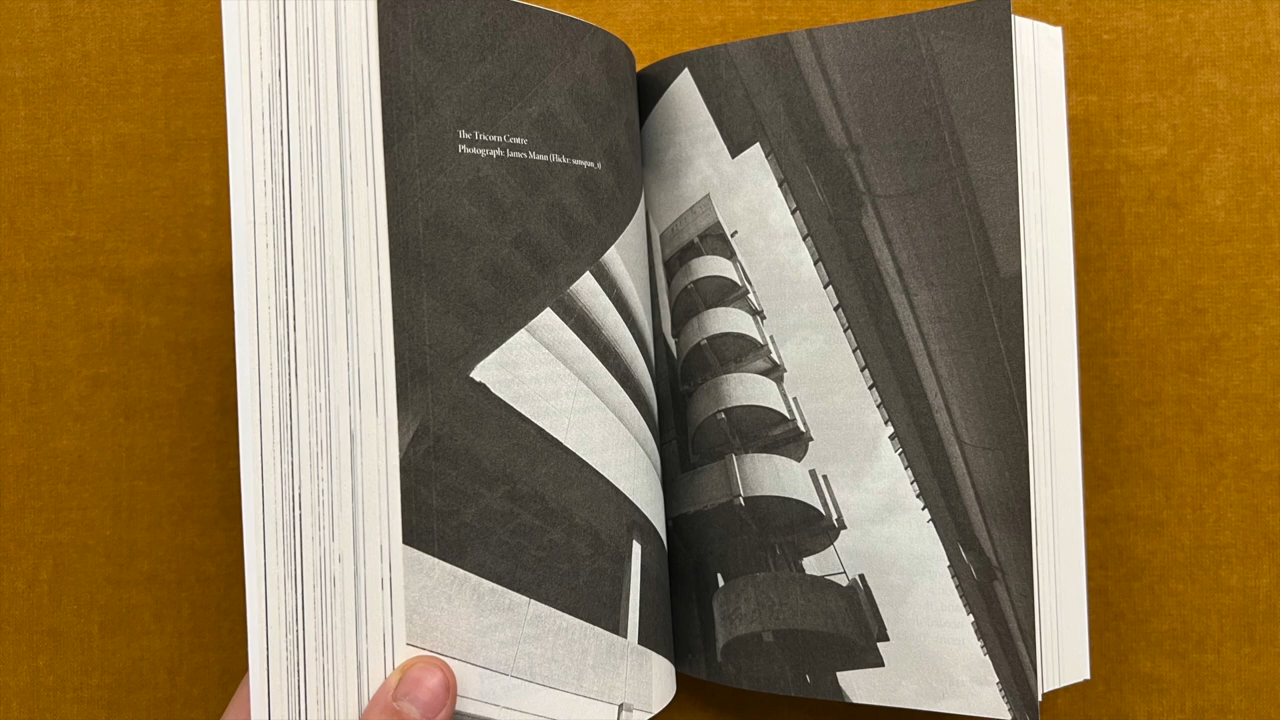 The Tricorn Centre
Photograph: James Mann (Flickr: sunspan_1)